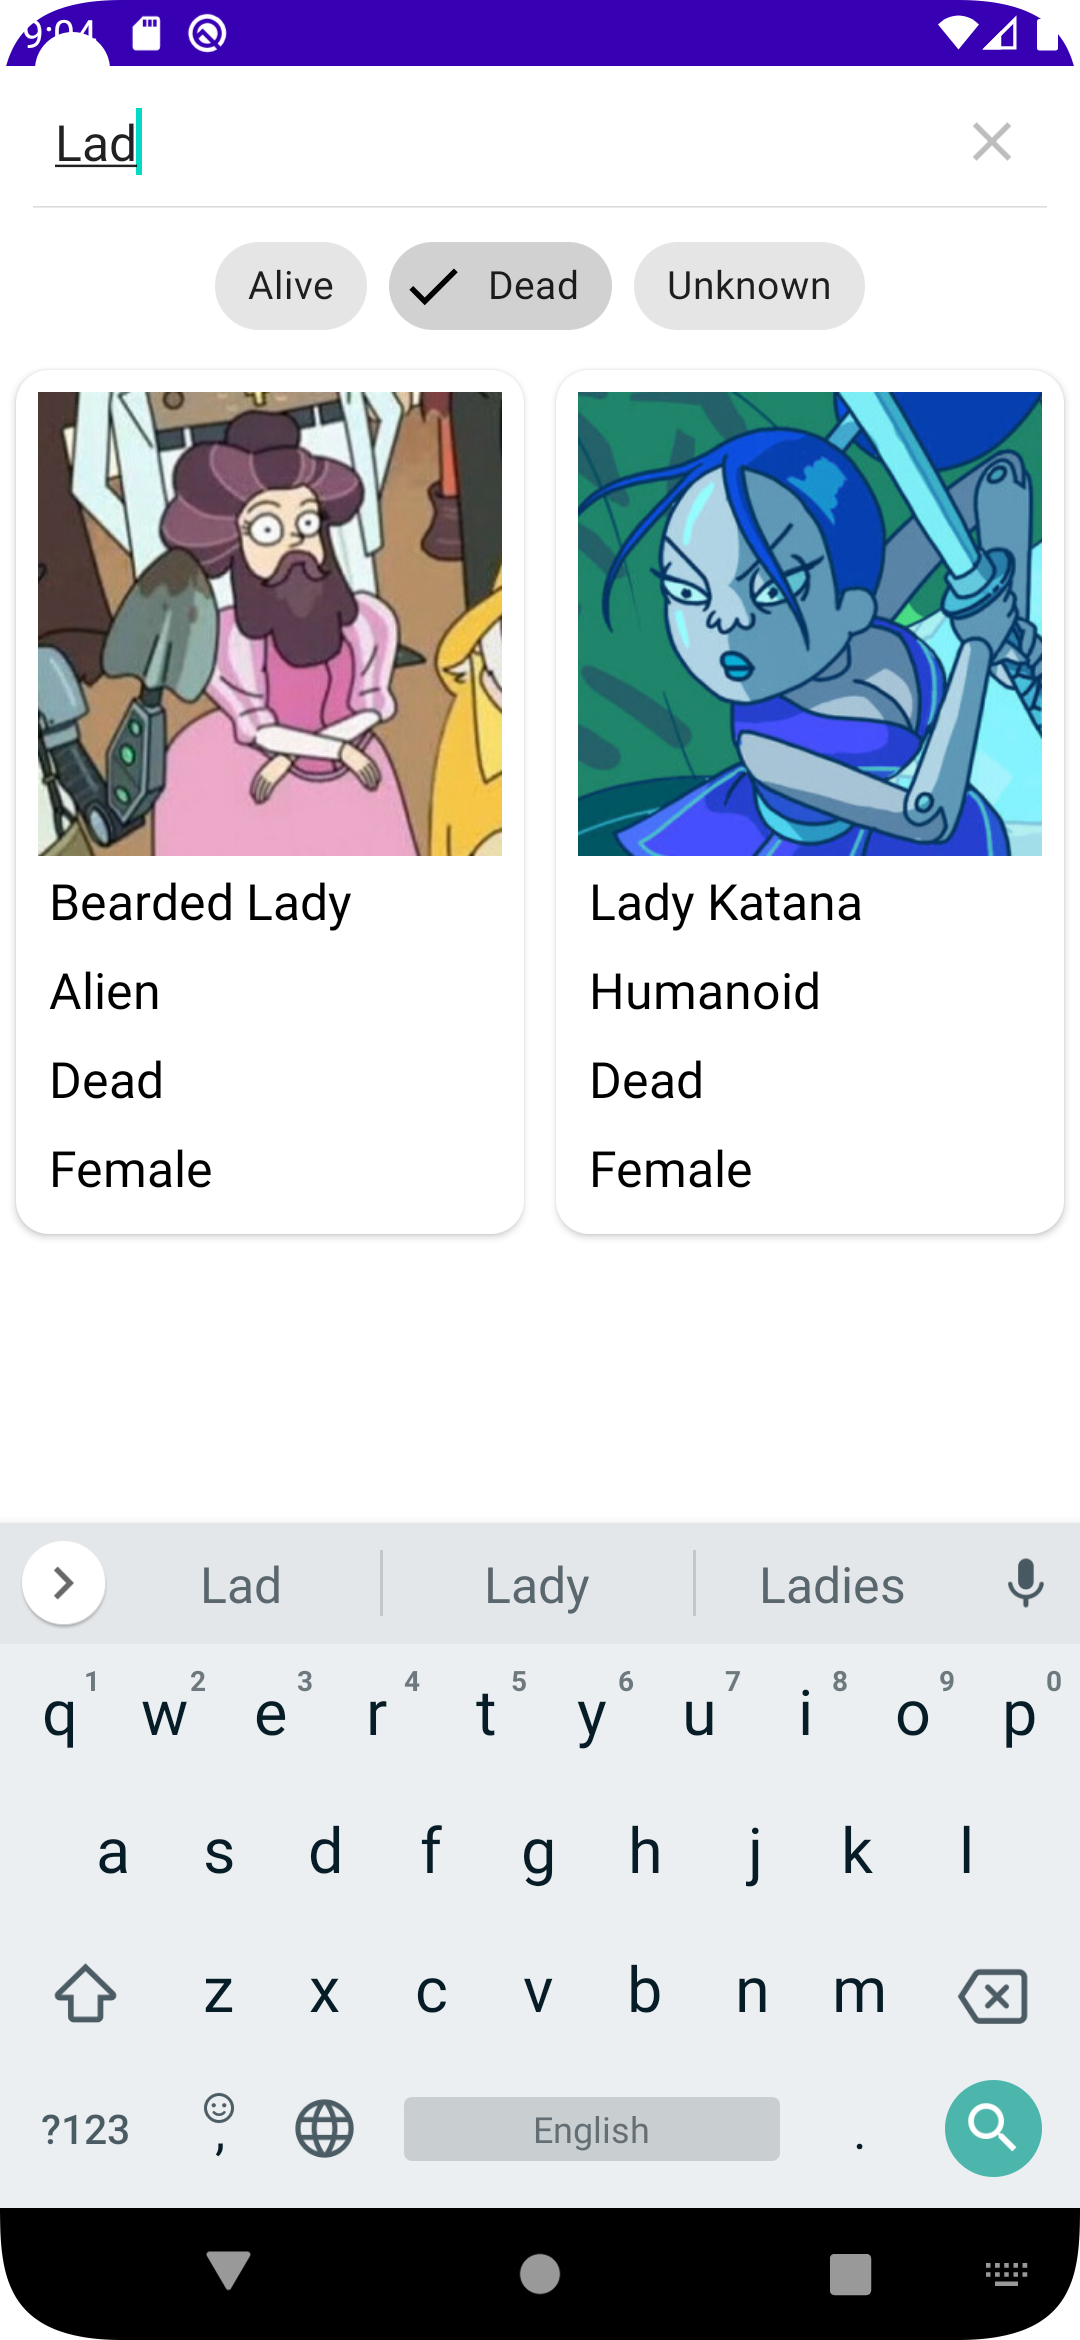 9:04
Lad
Alive Dead Unknown
Bearded Lady
Alien
Dead
Female
Lady Katana
Humanoid
Dead
Female
Lad Lady Ladies
1 2 3 4 5 6 7 8 9 0
q w e r t y u i o p
a s d f g h j k l
z x c v b n m
?123 , English .